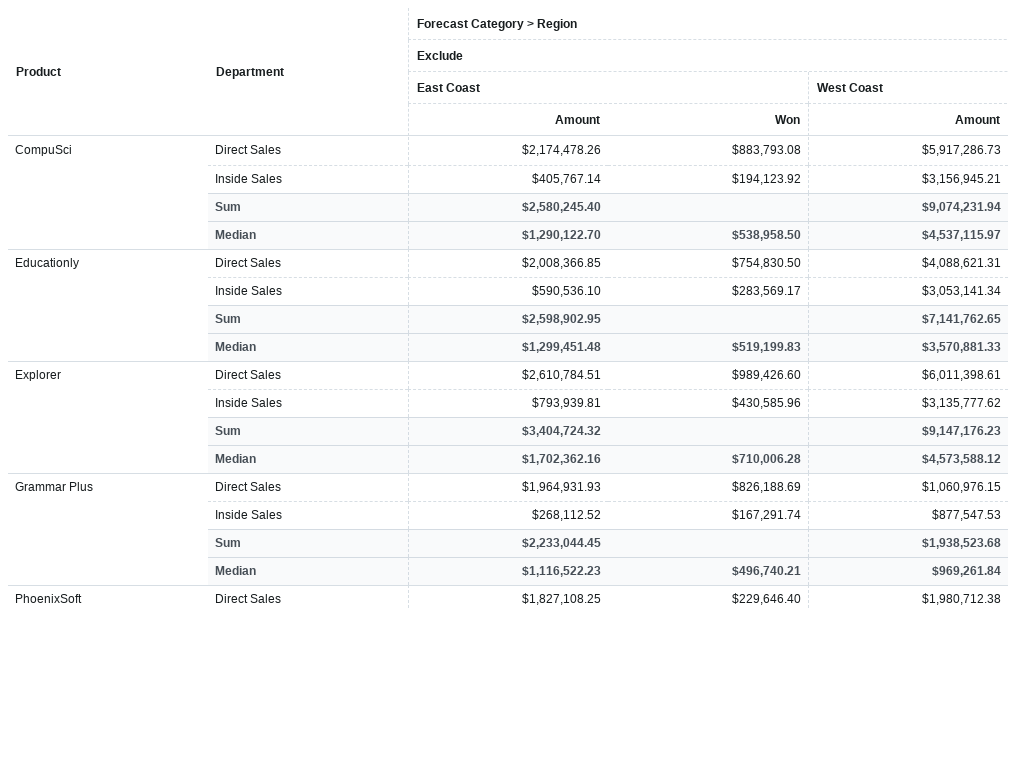 Forecast Category > Region
Exclude
Product Department East Coast West Coast
Amount Won Amount
CompuSci Direct Sales $2,174,478.26 $883,793.08 $5,917,286.73
Inside Sales $405,767.14 $194,123.92 $3,156,945.21
Sum $2,580,245.40 $9,074,231.94
Median $1,290,122.70 $538,958.50 $4,537,115.97
Educationly Direct Sales $2,008,366.85 $754,830.50 $4,088,621.31
Inside Sales $590,536.10 $283,569.17 $3,053,141.34
Sum $2,598,902.95 $7,141,762.65
Median $1,299,451.48 $519,199.83 $3,570,881.33
Explorer Direct Sales $2,610,784.51 $989,426.60 $6,011,398.61
Inside Sales $793,939.81 $430,585.96 $3,135,777.62
Sum $3,404,724.32 $9,147,176.23
Median $1,702,362.16 $710,006.28 $4,573,588.12
Grammar Plus Direct Sales $1,964,931.93 $826,188.69 $1,060,976.15
Inside Sales $268,112.52 $167,291.74 $877,547.53
Sum $2,233,044.45 $1,938,523.68
Median $1,116,522.23 $496,740.21 $969,261.84
PhoenixSoft Direct Sales $1,827,108.25 $229,646.40 $1,980,712.38